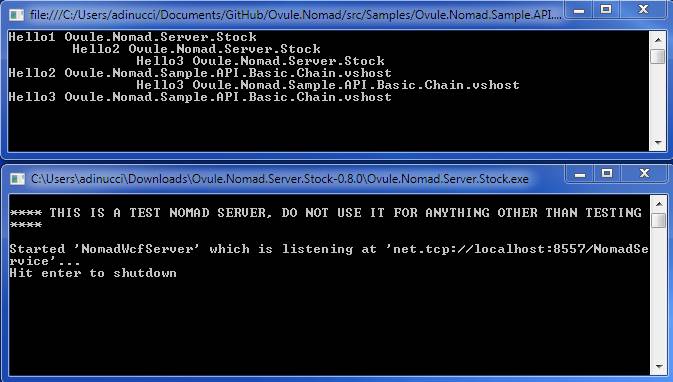 file:///C:/Users/adinucci/Documents/GitHub/Ovule.Nomad/src/Samples/Ovule.Nomad.Sample.API....
Hello1 Ovule.Nomad.Server.Stock
Hello2 Ovule.Nomad.Server.Stock
Hello3 Ovule.Nomad.Server.Stock
Hello2 Ovule.Nomad.Sample.API.Basic.Chain.vshost
Hello3 Ovule.Nomad.Sample.API.Basic.Chain.vshost
Hello3 Ovule.Nomad.Sample.API.Basic.Chain.vshost
C:\Users\adinucci\Downloads\Ovule.Nomad.Server.Stock-0.8.0\Ovule.Nomad.Server.Stock.exe
**** THIS IS A TEST NOMAD SERVER, DO NOT USE IT FOR ANYTHING OTHER THAN TESTING
****
Started 'NomadWcfServer' which is listening at 'net.tcp://localhost:8557/NomadSe
rvice'...
Hit enter to shutdown